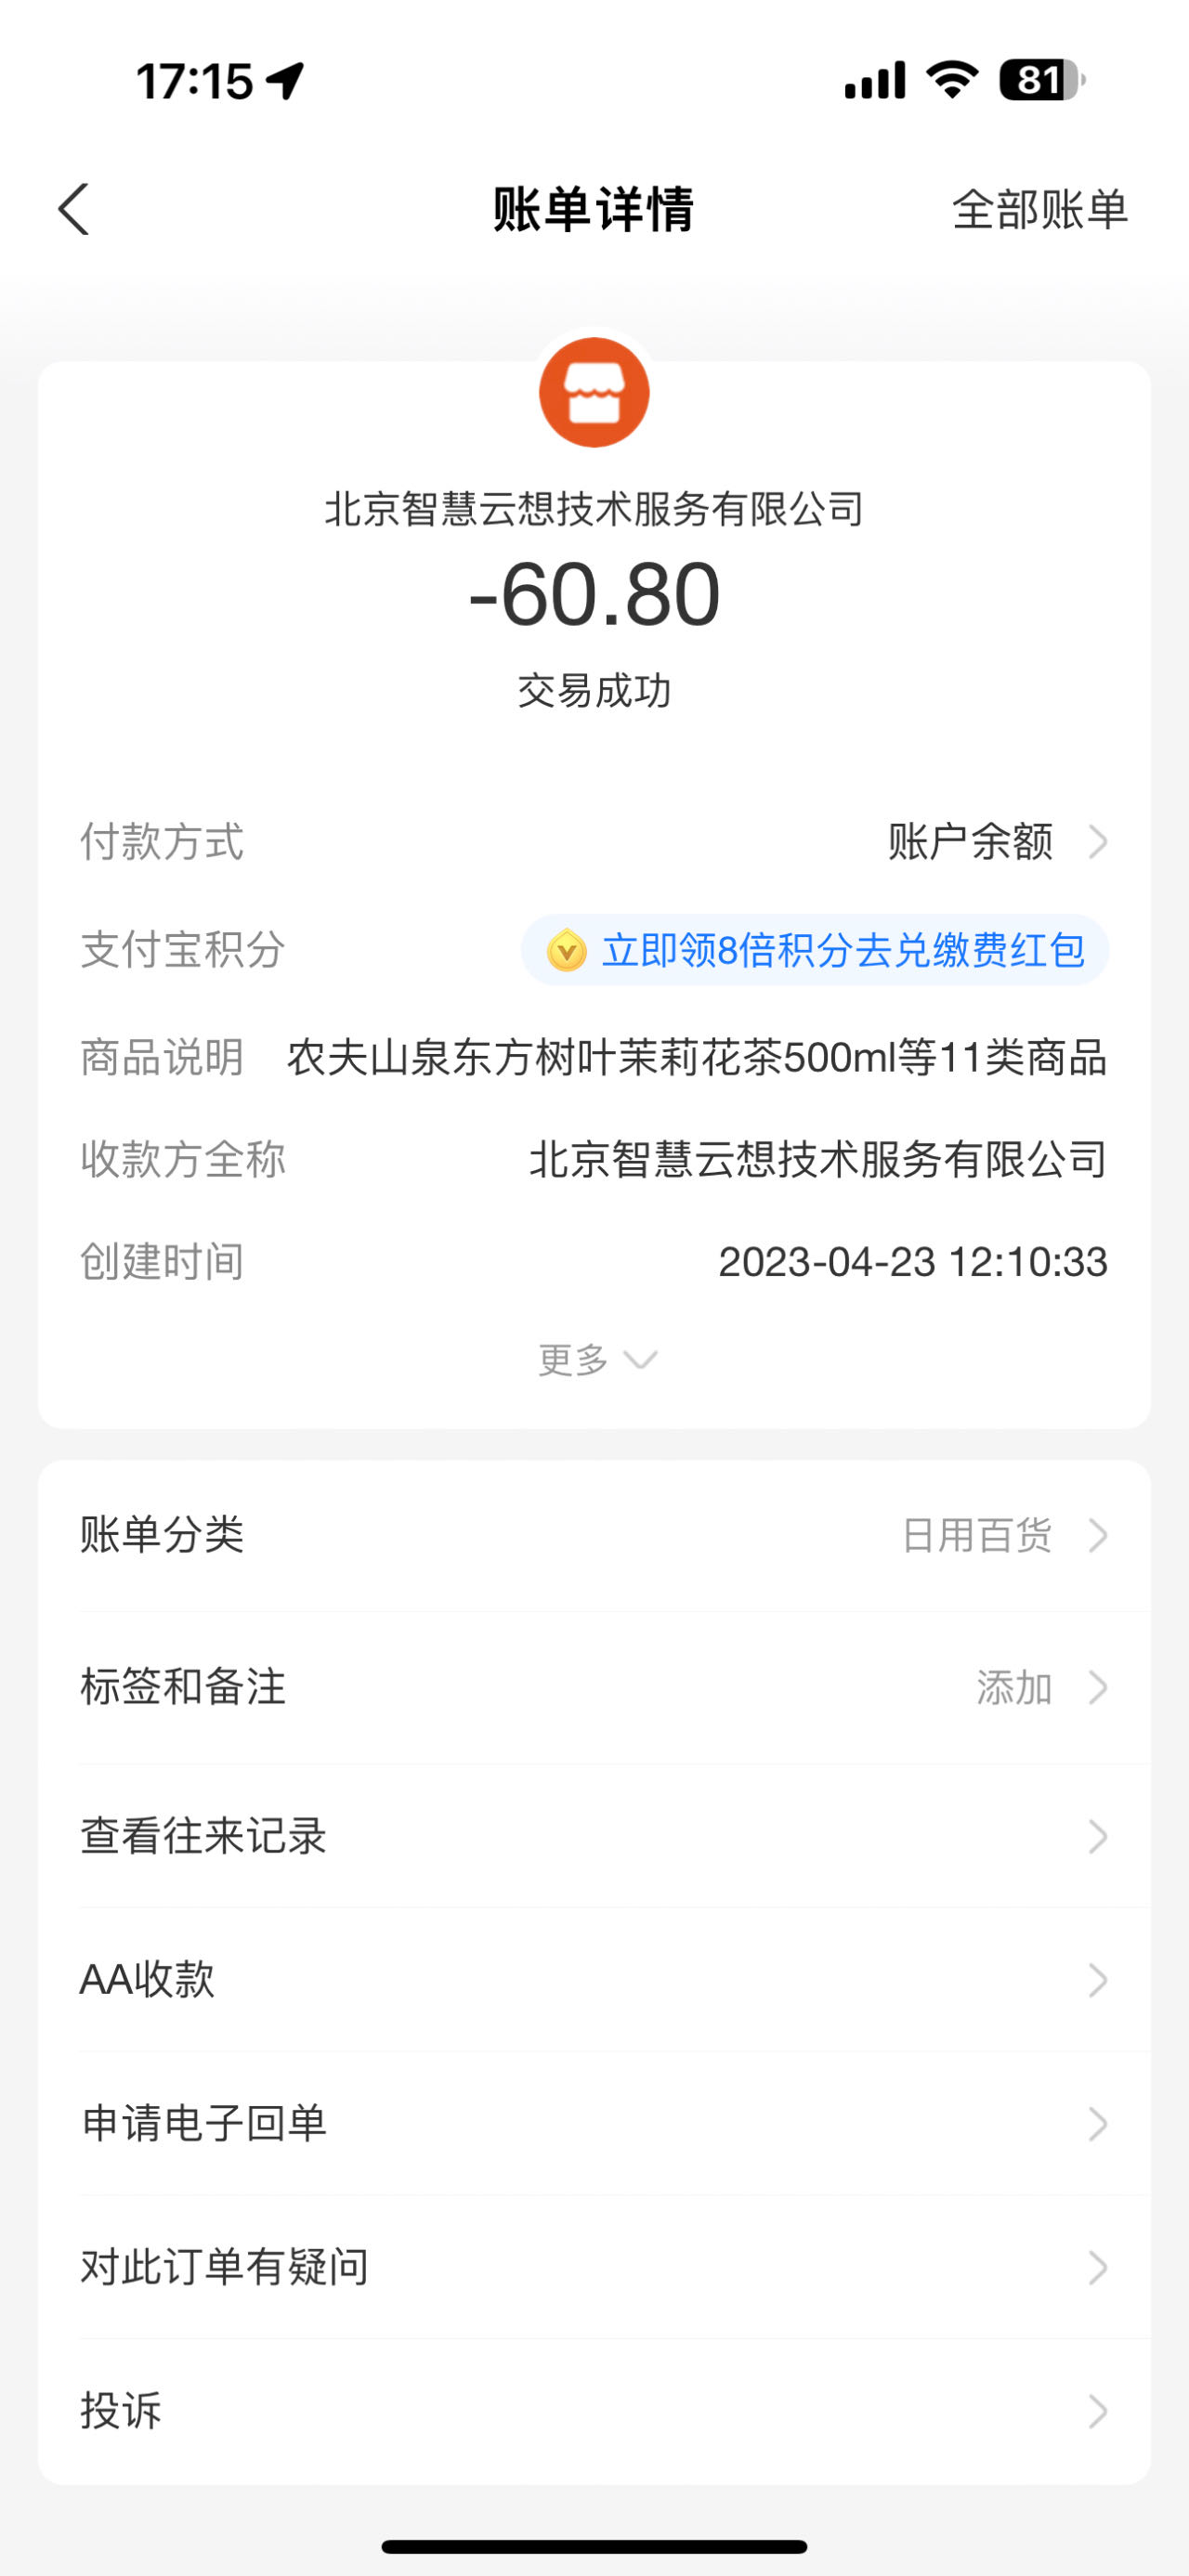 17:15
81
账单详情
全部账单
北京智慧云想技术服务有限公司
-60.80
交易成功
付款方式 账户余额
支付宝积分 立即领8倍积分去兑缴费红包
商品说明 农夫山泉东方树叶茉莉花茶500ml等11类商品
收款方全称 北京智慧云想技术服务有限公司
创建时间 2023-04-23 12:10:33
更多
账单分类 日用百货
标签和备注 添加
查看往来记录
AA收款
申请电子回单
对此订单有疑问
投诉